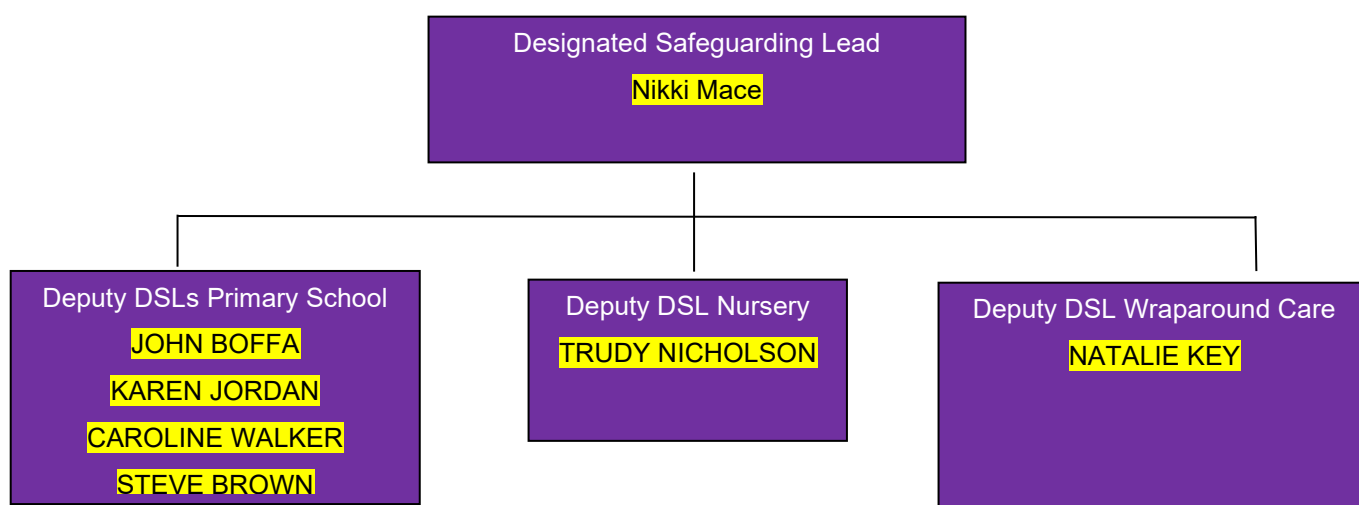 Designated Safeguarding Lead
Nikki Mace
Deputy DSLs Primary School
JOHN BOFFA
KAREN JORDAN
CAROLINE WALKER
STEVE BROWN
Deputy DSL Nursery
TRUDY NICHOLSON
Deputy DSL Wraparound Care
NATALIE KEY